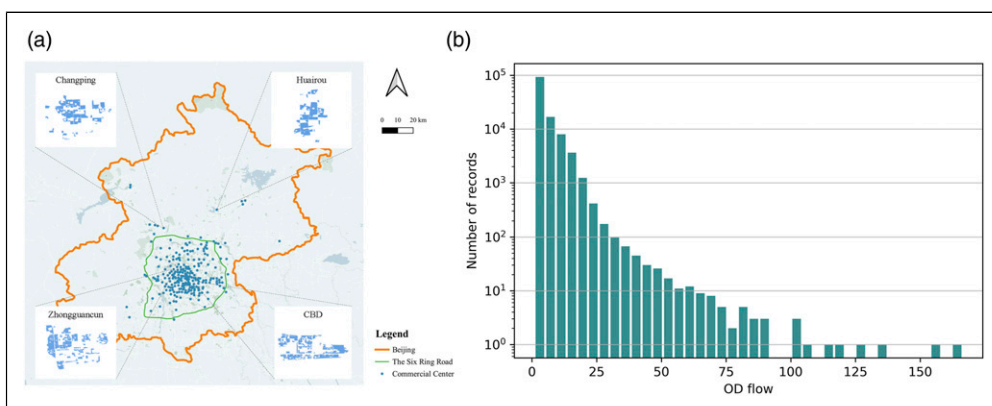 (a)
Changping
Huairou
0 10 20 km
Zhongguancun
CBD
Legend
Beijing
The Six Ring Road
Commercial Center
(b)
Number of records
10⁵
10⁴
10³
10²
10¹
10⁰
0 25 50 75 100 125 150
OD flow